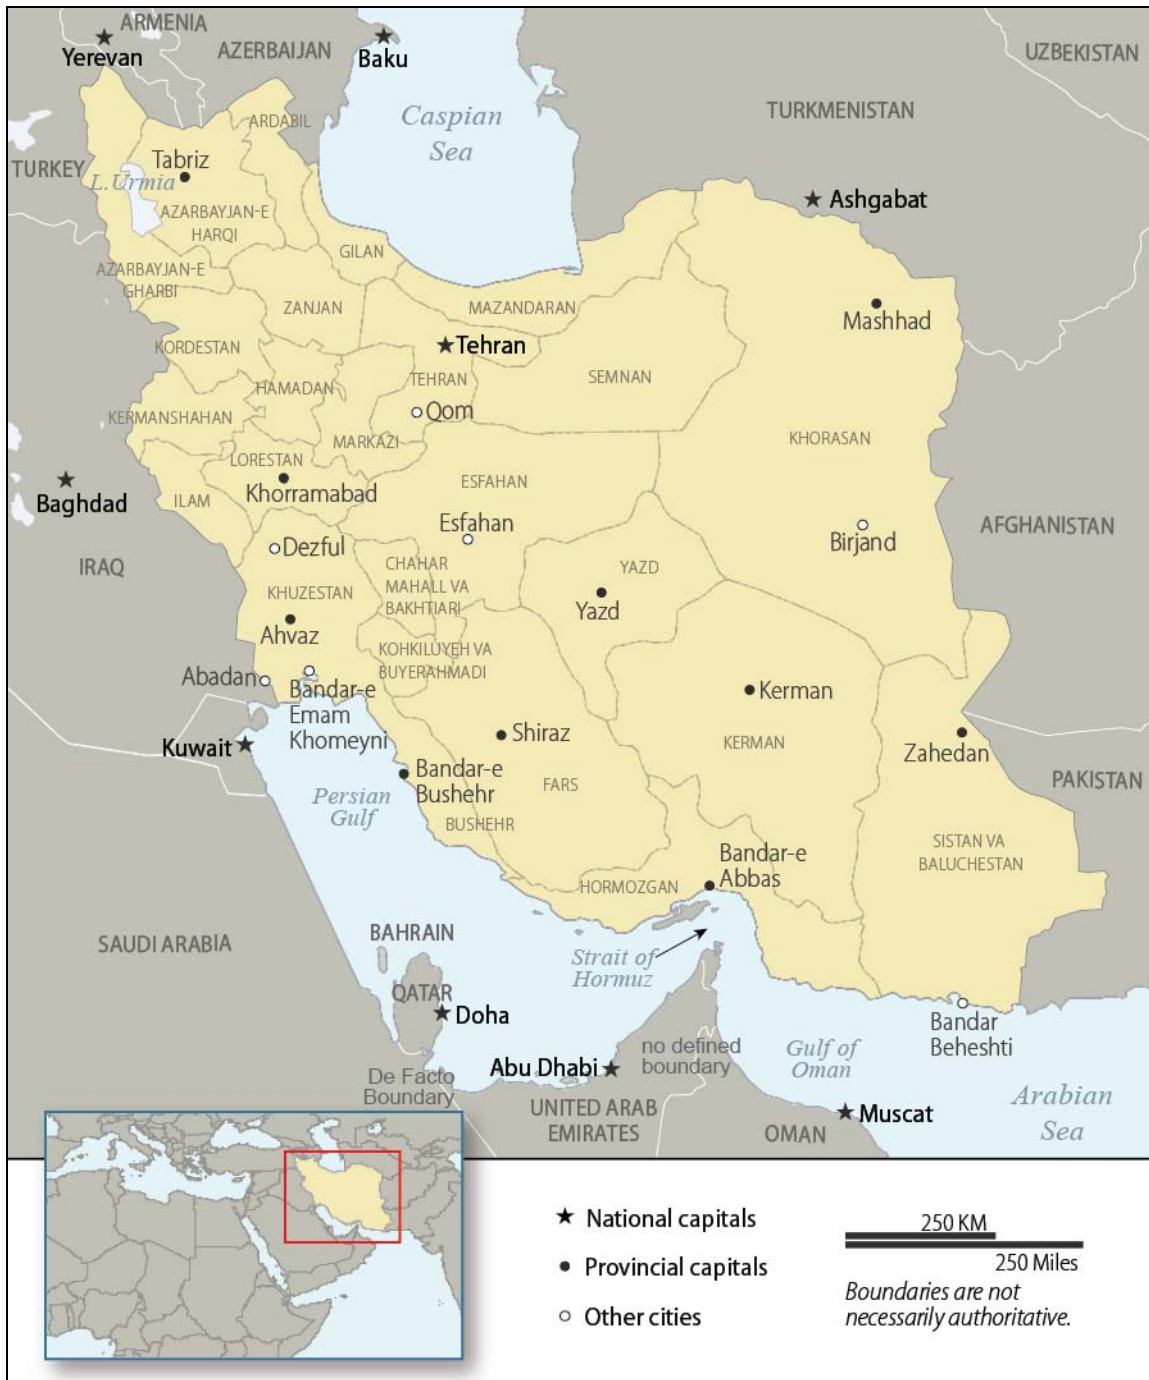 ARMENIA
Yerevan
AZERBAIJAN
Baku
UZBEKISTAN
Caspian
Sea
TURKMENISTAN
ARDABIL
TURKEY
Tabriz
L.Urmia
Ashgabat
AZARBAYJAN-E
HARQI
GILAN
AZARBAYJAN-E
GHARBI
ZANJAN
MAZANDARAN
Mashhad
KORDESTAN
Tehran
HAMADAN
TEHRAN
SEMNAN
KERMANSHAHAN
Qom
MARKAZI
KHORASAN
LORESTAN
Baghdad
ILAM
Khorramabad
ESFAHAN
Esfahan
AFGHANISTAN
Birjand
Dezful
IRAQ
CHAHAR
MAHALL VA
BAKHTIARI
YAZD
KHUZESTAN
Yazd
Ahvaz
KOHKILUYEH VA
BUYERAHMADI
Abadan
Bandar-e
Emam
Khomeyni
Kerman
Kuwait
Shiraz
KERMAN
Zahedan
Bandar-e
Bushehr
PAKISTAN
Persian
Gulf
FARS
BUSHEHR
SISTAN VA
BALUCHESTAN
Bandar-e
Abbas
HORMOZGAN
SAUDI ARABIA
BAHRAIN
Strait of
Hormuz
QATAR
Doha
Bandar
Beheshti
no defined
boundary
Gulf of
Oman
Abu Dhabi
De Facto
Boundary
UNITED ARAB
EMIRATES
Muscat
OMAN
Arabian
Sea
National capitals
Provincial capitals
Other cities
250 KM
250 Miles
Boundaries are not
necessarily authoritative.